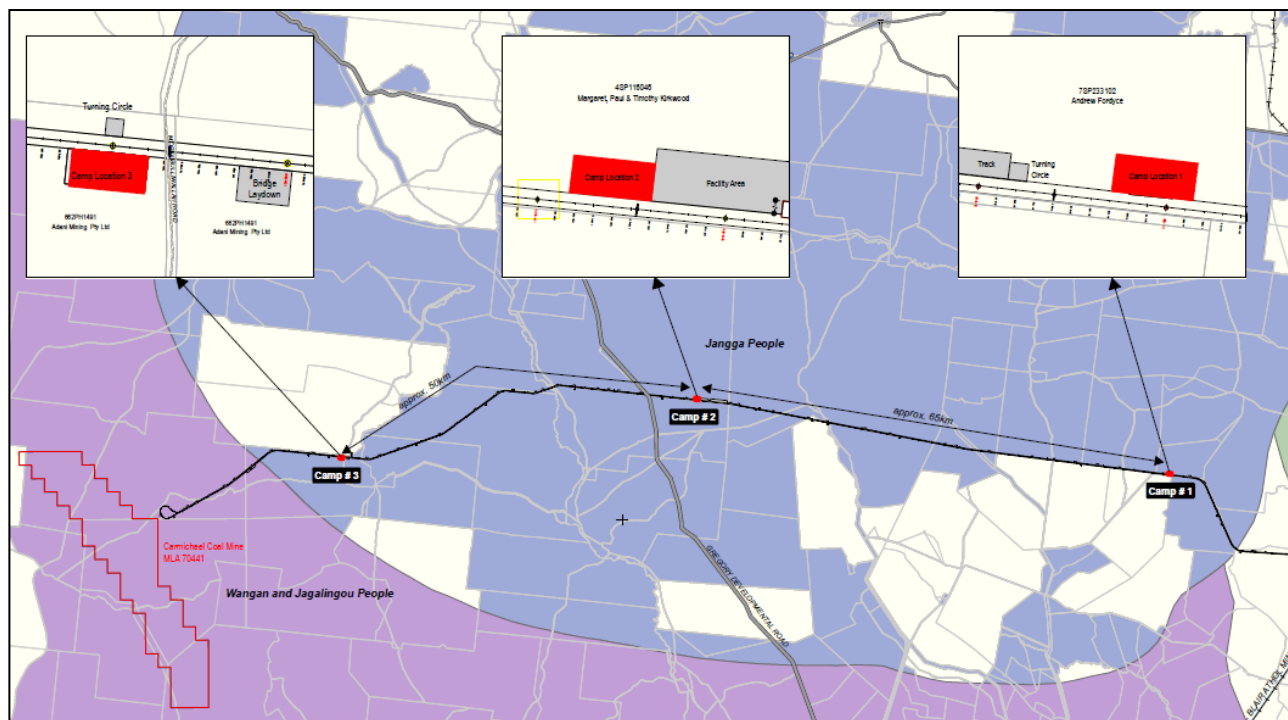 Turning Circle
Camp Location 3
Bridge
Laydown
662PH1491
Adani Mining Pty Ltd
662PH1491
Adani Mining Pty Ltd
4SP116046
Margaret, Paul & Timothy Kirkwood
Camp Location 2
Facility Area
7SP233102
Andrew Fordyce
Track
Turning
Circle
Camp Location 1
Jangga People
approx. 50km
approx. 65km
Camp # 2
Camp # 3
Camp # 1
Carmichael Coal Mine
MLA 70441
Wangan and Jagalingou People
GREGORY DEVELOPMENTAL ROAD